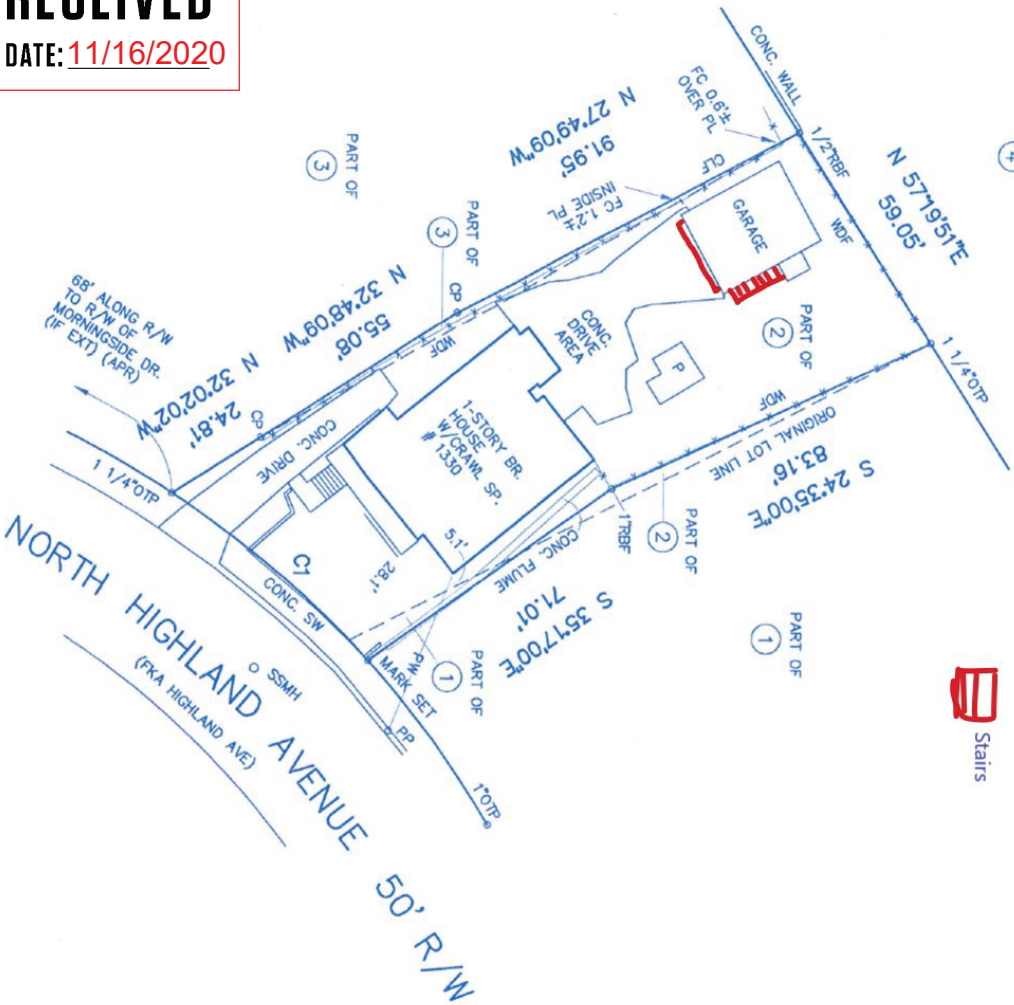 RECEIVED
DATE: 11/16/2020
CONC. WALL
FC 0.6'±
OVER PL
1/2"RBF
N 57°19'51"E
59.05'
4
WDF
N 27°49'09"W
91.95'
CLF
FC 1.2'±
INSIDE PL
GARAGE
PART OF
3
PART OF
3
PART OF
2
1 1/4"OTP
CP
N 32°48'09"W
55.08'
WDF
CONC.
DRIVE
AREA
P
WDF
ORIGINAL LOT LINE
83.16'
S 24°35'00"E
68' ALONG R/W
TO R/W OF
MORNINGSIDE DR.
(IF EXT) (APR)
N 32°02'02"W
24.81'
CP
CONC. DRIVE
1-STORY BR.
HOUSE
W/CRAWL SP.
# 1330
1"RBF
PART OF
2
1 1/4"OTP
5.1'
28.1'
CONC. FLUME
S 35°17'00"E
71.01'
PART OF
1
C1
CONC. SW
PW
MARK SET
PART OF
1
PP
SSMH
1"OTP
NORTH HIGHLAND AVENUE 50' R/W
(FKA HIGHLAND AVE)
Stairs